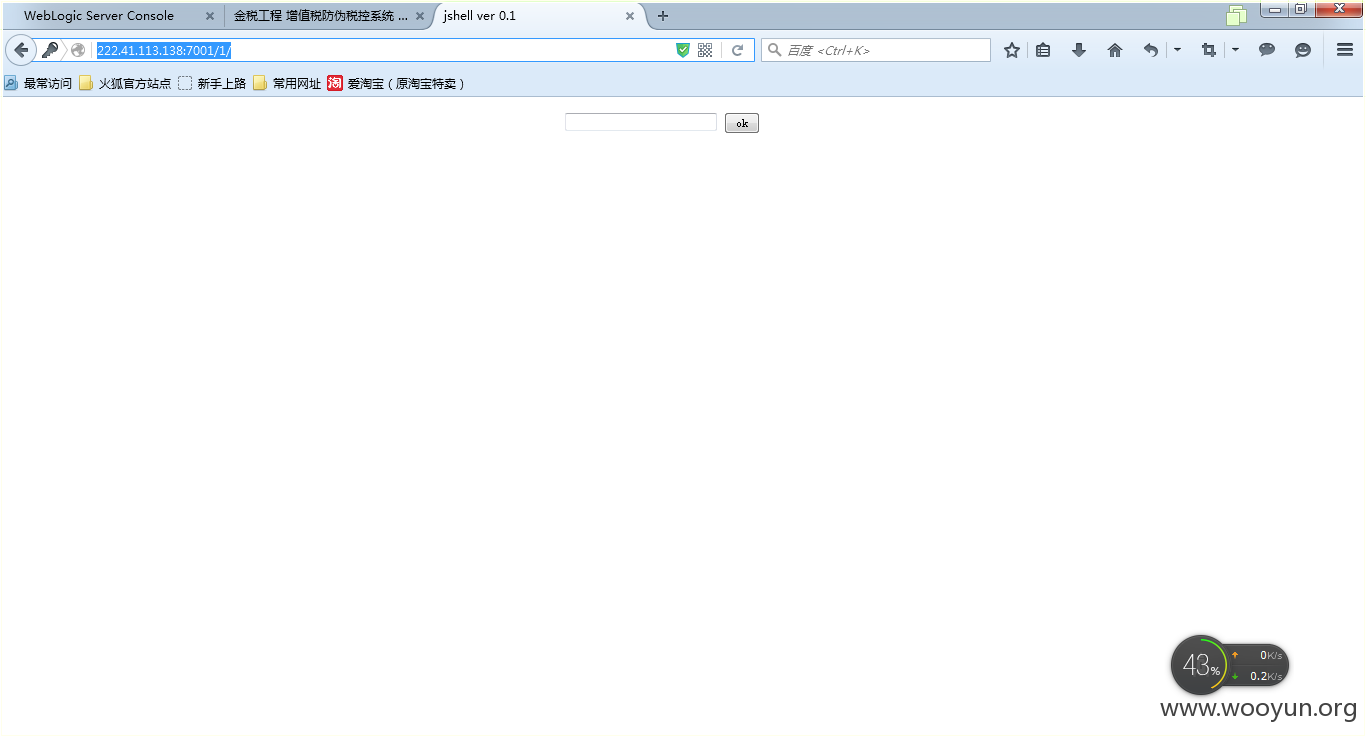 WebLogic Server Console
金税工程 增值税防伪税控系统 ...
jshell ver 0.1
222.41.113.138:7001/1/
百度 <Ctrl+K>
最常访问 火狐官方站点 新手上路 常用网址 淘 爱淘宝（原淘宝特卖）
ok
43% 0K/s
0.2K/s
www.wooyun.org